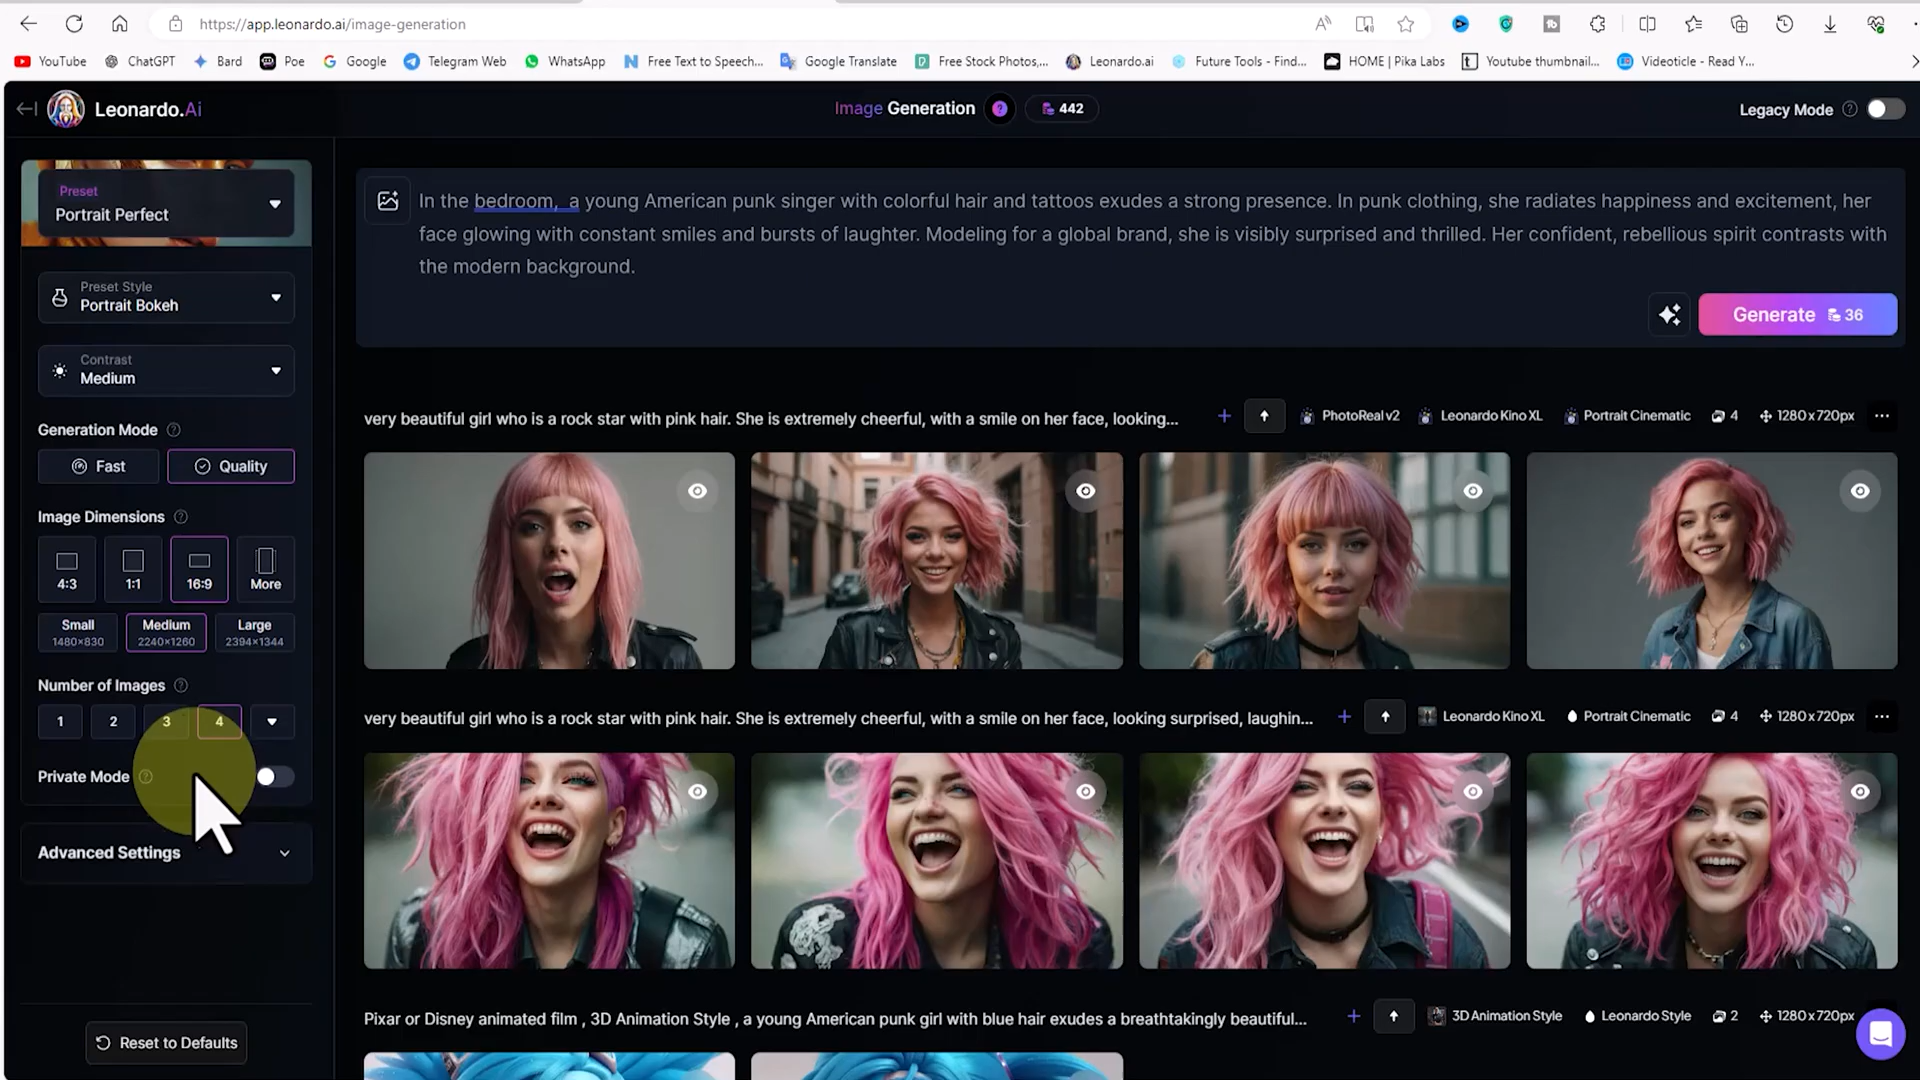 https://app.leonardo.ai/image-generation
YouTube
ChatGPT
Bard
Poe
Google
Telegram Web
WhatsApp
Free Text to Speech...
Google Translate
Free Stock Photos,...
Leonardo.ai
Future Tools - Find...
HOME | Pika Labs
Youtube thumbnail...
Videoticle - Read Y...
Leonardo.Ai
Image Generation
442
Legacy Mode
Preset
Portrait Perfect
Preset Style
Portrait Bokeh
Contrast
Medium
Generation Mode
Fast
Quality
Image Dimensions
4:3
1:1
16:9
More
Small
1480×830
Medium
2240×1260
Large
2394×1344
Number of Images
1
2
3
4
Private Mode
Advanced Settings
Reset to Defaults
In the bedroom,  a young American punk singer with colorful hair and tattoos exudes a strong presence. In punk clothing, she radiates happiness and excitement, her
face glowing with constant smiles and bursts of laughter. Modeling for a global brand, she is visibly surprised and thrilled. Her confident, rebellious spirit contrasts with
the modern background.
Generate 36
very beautiful girl who is a rock star with pink hair. She is extremely cheerful, with a smile on her face, looking...
PhotoReal v2
Leonardo Kino XL
Portrait Cinematic
4
1280x720px
very beautiful girl who is a rock star with pink hair. She is extremely cheerful, with a smile on her face, looking surprised, laughin...
Leonardo Kino XL
Portrait Cinematic
4
1280x720px
Pixar or Disney animated film , 3D Animation Style , a young American punk girl with blue hair exudes a breathtakingly beautiful...
3D Animation Style
Leonardo Style
2
1280x720px